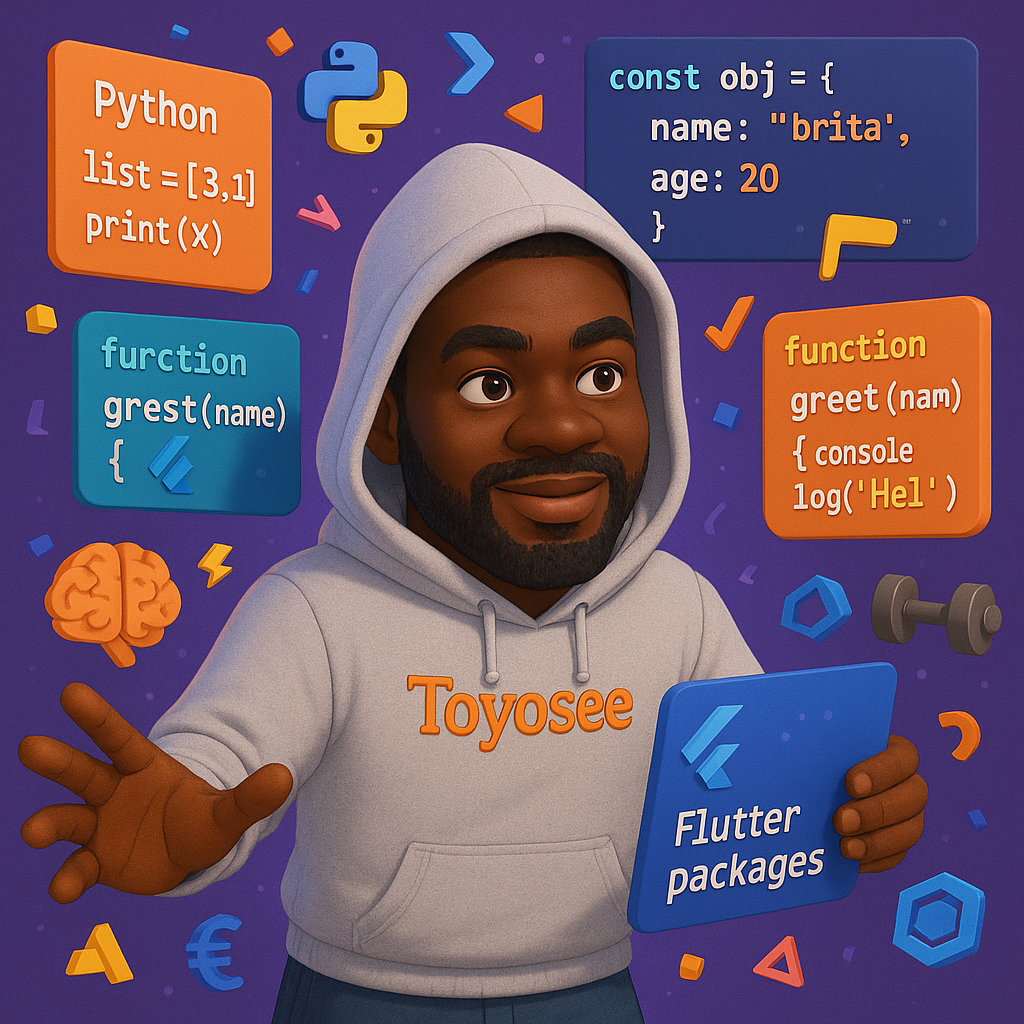 Python
list = [3,1]
print(x)
const obj = {
name: "brita',
age: 20
}
furction
grest(name)
{
function
greet(nam)
{ console
log('Hel')
Toyosee
Flutter
packages